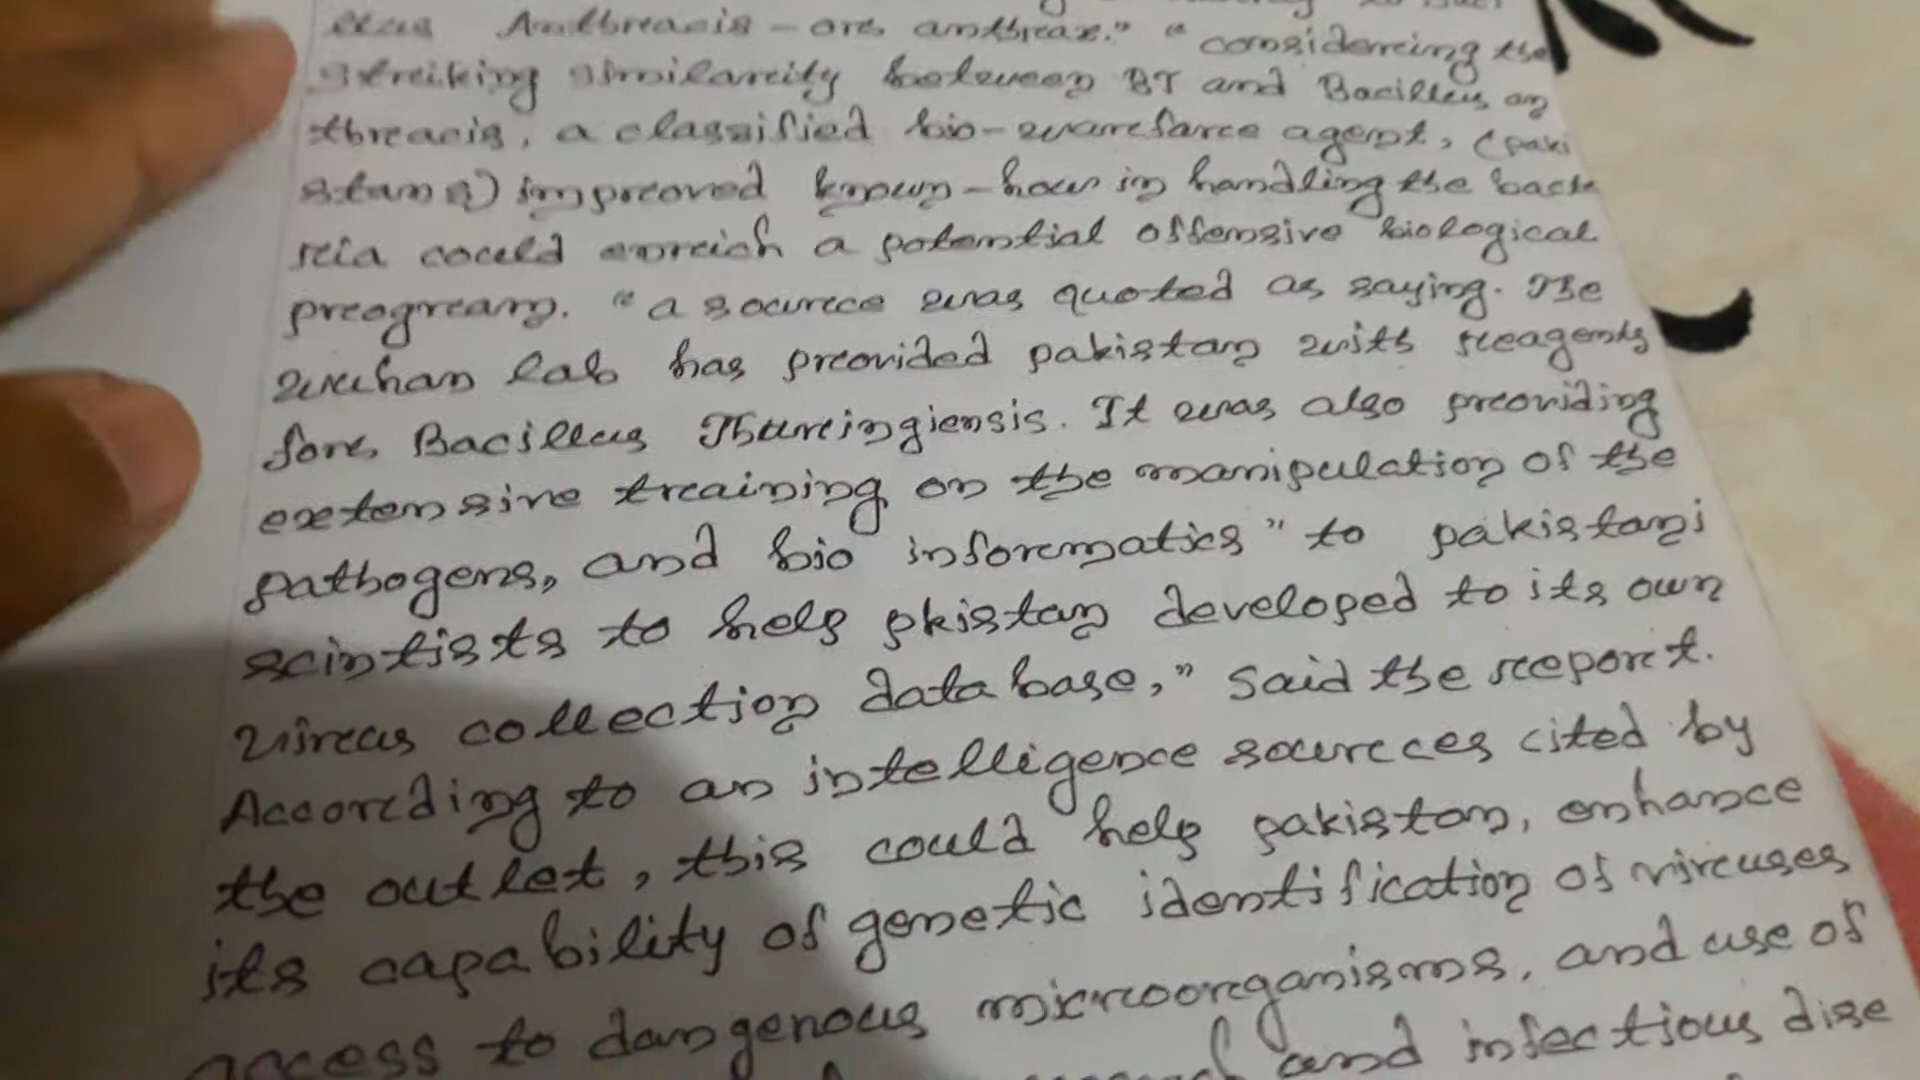 Anthracis - or anthrax." "considering the
striking similarity between BT and Bacillus an
thracis, a classified bio-warfare agent, (paki
stan's) improved known-how in handling the bacte
ria could enrich a potential offensive biological
program. "a source was quoted as saying. The
wuhan lab has provided pakistan with reagents
for Bacillus Thuringiensis. It was also providing
extensive training on the manipulation of the
pathogens, and bio informatics" to pakistani
scintists to help pkistan developed to its own
virus collection data base," said the report.
According to an intelligence sources cited by
the outlet, this could help pakistan, enhance
its capability of genetic identification of viruses
access to dangenous microorganisms, and use of
and infectious dise